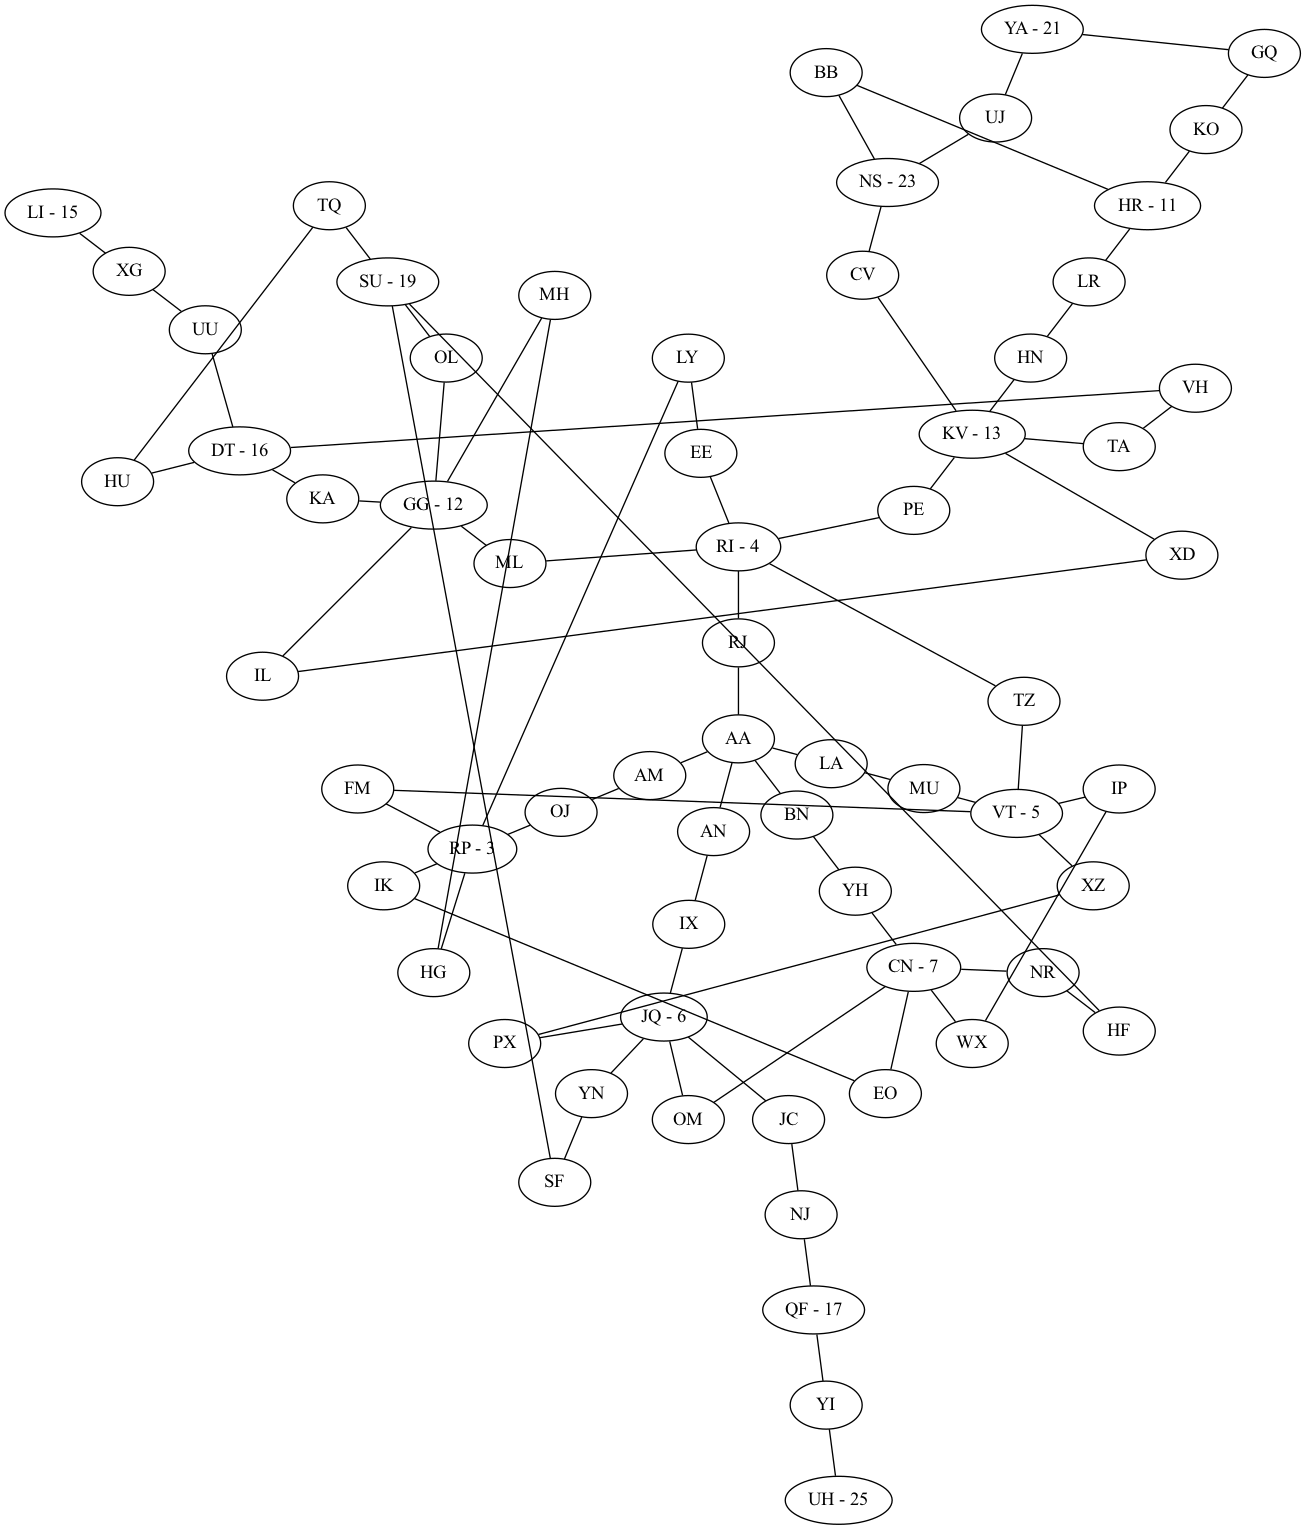 YA - 21
GQ
BB
UJ
KO
NS - 23
HR - 11
LI - 15
TQ
XG
SU - 19
CV
LR
MH
UU
OL
LY
HN
VH
DT - 16
EE
KV - 13
TA
HU
KA
GG - 12
PE
ML
RI - 4
XD
RJ
IL
TZ
AA
LA
AM
FM
MU
IP
OJ
BN
VT - 5
AN
RP - 3
IK
YH
XZ
IX
CN - 7
HG
NR
JQ - 6
HF
PX
WX
YN
EO
OM
JC
SF
NJ
QF - 17
YI
UH - 25